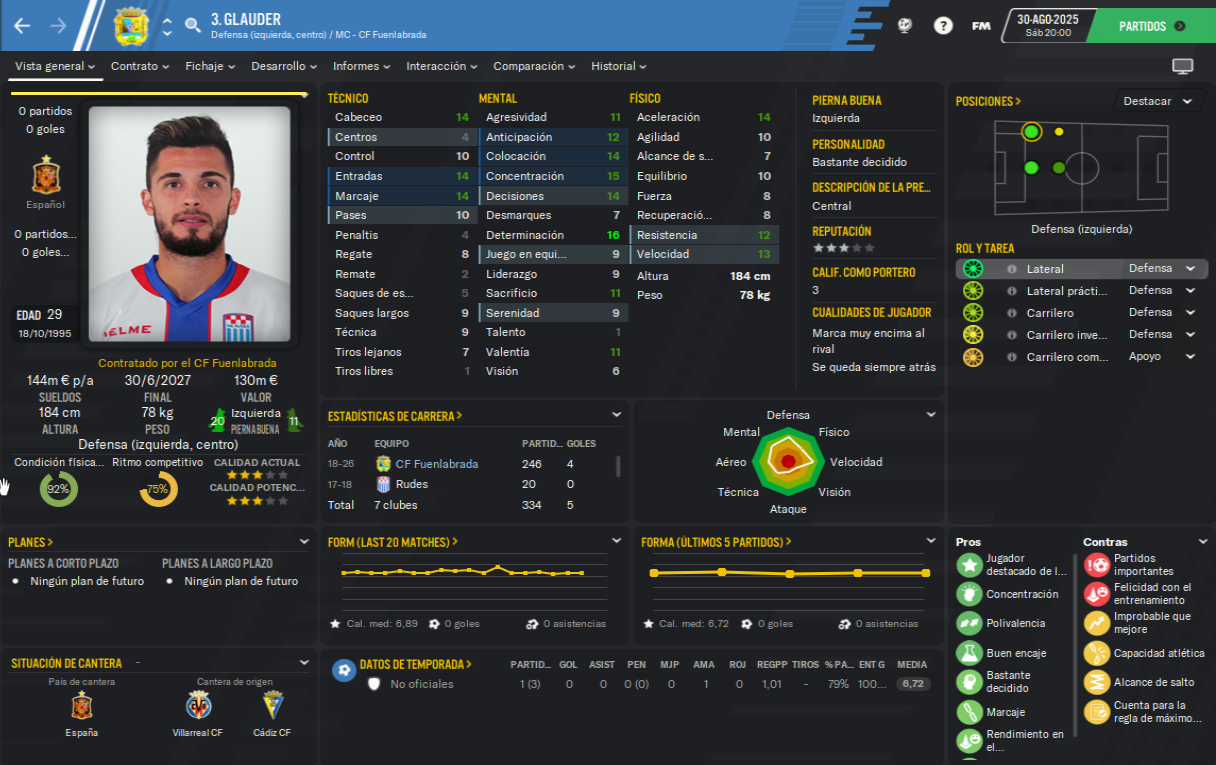 3. GLAUDER
Defensa (izquierda, centro) / MC - CF Fuenlabrada
?
FM
30-AGO-2025
Sáb 20:00
PARTIDOS
Vista general
Contrato
Fichaje
Desarrollo
Informes
Interacción
Comparación
Historial
0 partidos
0 goles
Español
0 partidos...
0 goles...
EDAD 29
18/10/1995
Contratado por el CF Fuenlabrada
144m € p/a 30/6/2027 130m €
SUELDOS FINAL VALOR
184 cm 78 kg 20 Izquierda 11
ALTURA PESO PIERNA BUENA
Defensa (izquierda, centro)
Condición física... Ritmo competitivo CALIDAD ACTUAL
92% 75%
CALIDAD POTENC...
TÉCNICO
Cabeceo 14
Centros 4
Control 10
Entradas 14
Marcaje 14
Pases 10
Penaltis 4
Regate 8
Remate 2
Saques de es... 5
Saques largos 9
Técnica 9
Tiros lejanos 7
Tiros libres 1
MENTAL
Agresividad 11
Anticipación 12
Colocación 14
Concentración 15
Decisiones 14
Desmarques 7
Determinación 16
Juego en equi... 9
Liderazgo 9
Sacrificio 11
Serenidad 9
Talento 1
Valentía 11
Visión 6
FÍSICO
Aceleración 14
Agilidad 10
Alcance de s... 7
Equilibrio 10
Fuerza 8
Recuperació... 8
Resistencia 12
Velocidad 13
Altura 184 cm
Peso 78 kg
PIERNA BUENA
Izquierda
PERSONALIDAD
Bastante decidido
DESCRIPCIÓN DE LA PRE...
Central
REPUTACIÓN
CALIF. COMO PORTERO
3
CUALIDADES DE JUGADOR
Marca muy encima al
rival
Se queda siempre atrás
POSICIONES >
Destacar
Defensa (izquierda)
ROL Y TAREA
Lateral Defensa
Lateral prácti... Defensa
Carrilero Defensa
Carrilero inve... Defensa
Carrilero com... Apoyo
ESTADÍSTICAS DE CARRERA >
AÑO EQUIPO PARTID... GOLES
18-26 CF Fuenlabrada 246 4
17-18 Rudes 20 0
Total 7 clubes 334 5
Defensa
Mental Físico
Aéreo Velocidad
Técnica Visión
Ataque
PLANES >
PLANES A CORTO PLAZO PLANES A LARGO PLAZO
Ningún plan de futuro Ningún plan de futuro
FORM (LAST 20 MATCHES) >
Cal. med: 6,89 0 goles 0 asistencias
FORMA (ÚLTIMOS 5 PARTIDOS) >
Cal. med: 6,72 0 goles 0 asistencias
Pros
Jugador
destacado de l...
Concentración
Polivalencia
Buen encaje
Bastante
decidido
Marcaje
Rendimiento en
el...
Contras
Partidos
importantes
Felicidad con el
entrenamiento
Improbable que
mejore
Capacidad atlética
Alcance de salto
Cuenta para la
regla de máximo...
SITUACIÓN DE CANTERA -
País de cantera Cantera de origen
España Villarreal CF Cádiz CF
DATOS DE TEMPORADA > PARTID... GOL ASIST PEN MJP AMA ROJ REGPP TIROS % PA... ENT G MEDIA
No oficiales 1 (3) 0 0 0 (0) 0 1 0 1,01 - 79% 100... 6,72